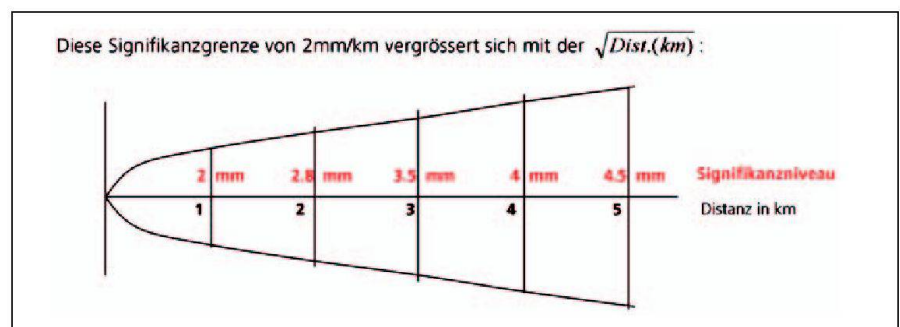 Diese Signifikanzgrenze von 2mm/km vergrössert sich mit der √Dist.(km) :
2 mm 2.8 mm 3.5 mm 4 mm 4.5 mm Signifikanzniveau
1 2 3 4 5 Distanz in km